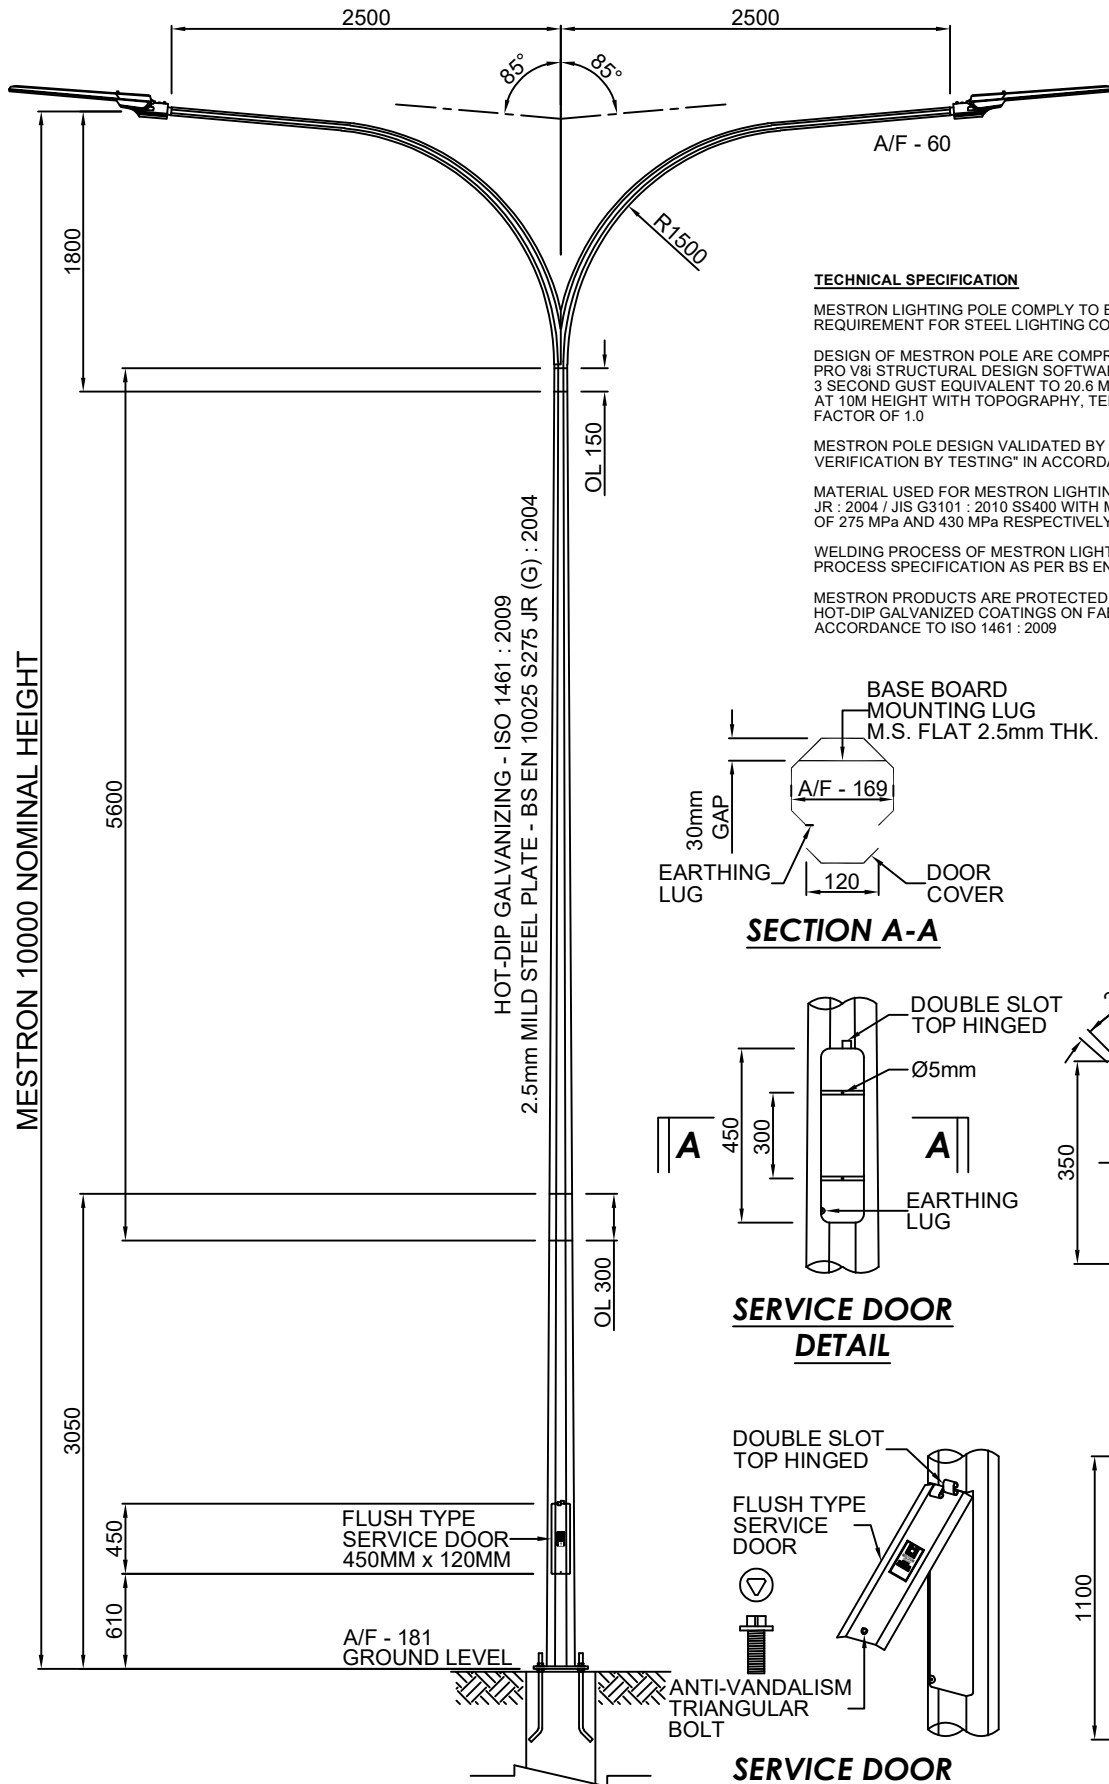 2500
2500
85°
85°
A/F - 60
R1500
1800
OL 150
TECHNICAL SPECIFICATION
MESTRON LIGHTING POLE COMPLY TO
REQUIREMENT FOR STEEL LIGHTING
DESIGN OF MESTRON POLE ARE
PRO V8i STRUCTURAL DESIGN
3 SECOND GUST EQUIVALENT TO 20.6
AT 10M HEIGHT WITH TOPOGRAPHY,
FACTOR OF 1.0
MESTRON POLE DESIGN VALIDATED BY
VERIFICATION BY TESTING" IN
MATERIAL USED FOR MESTRON
JR : 2004 / JIS G3101 : 2010 SS400 WITH
OF 275 MPa AND 430 MPa RESPECTIVELY
WELDING PROCESS OF MESTRON
PROCESS SPECIFICATION AS PER BS EN
MESTRON PRODUCTS ARE PROTECTED
HOT-DIP GALVANIZED COATINGS ON
ACCORDANCE TO ISO 1461 : 2009
MESTRON 10000 NOMINAL HEIGHT
5600
HOT-DIP GALVANIZING - ISO 1461 : 2009
2.5mm MILD STEEL PLATE - BS EN 10025 S275 JR (G) : 2004
BASE BOARD
MOUNTING LUG
M.S. FLAT 2.5mm THK.
A/F - 169
30mm
GAP
EARTHING
LUG
120
DOOR
COVER
SECTION A-A
DOUBLE SLOT
TOP HINGED
Ø5mm
450
300
A
A
EARTHING
LUG
350
SERVICE DOOR
DETAIL
OL 300
3050
450
610
FLUSH TYPE
SERVICE DOOR
450MM x 120MM
A/F - 181
GROUND LEVEL
DOUBLE SLOT
TOP HINGED
FLUSH TYPE
SERVICE
DOOR
1100
ANTI-VANDALISM
TRIANGULAR
BOLT
SERVICE DOOR